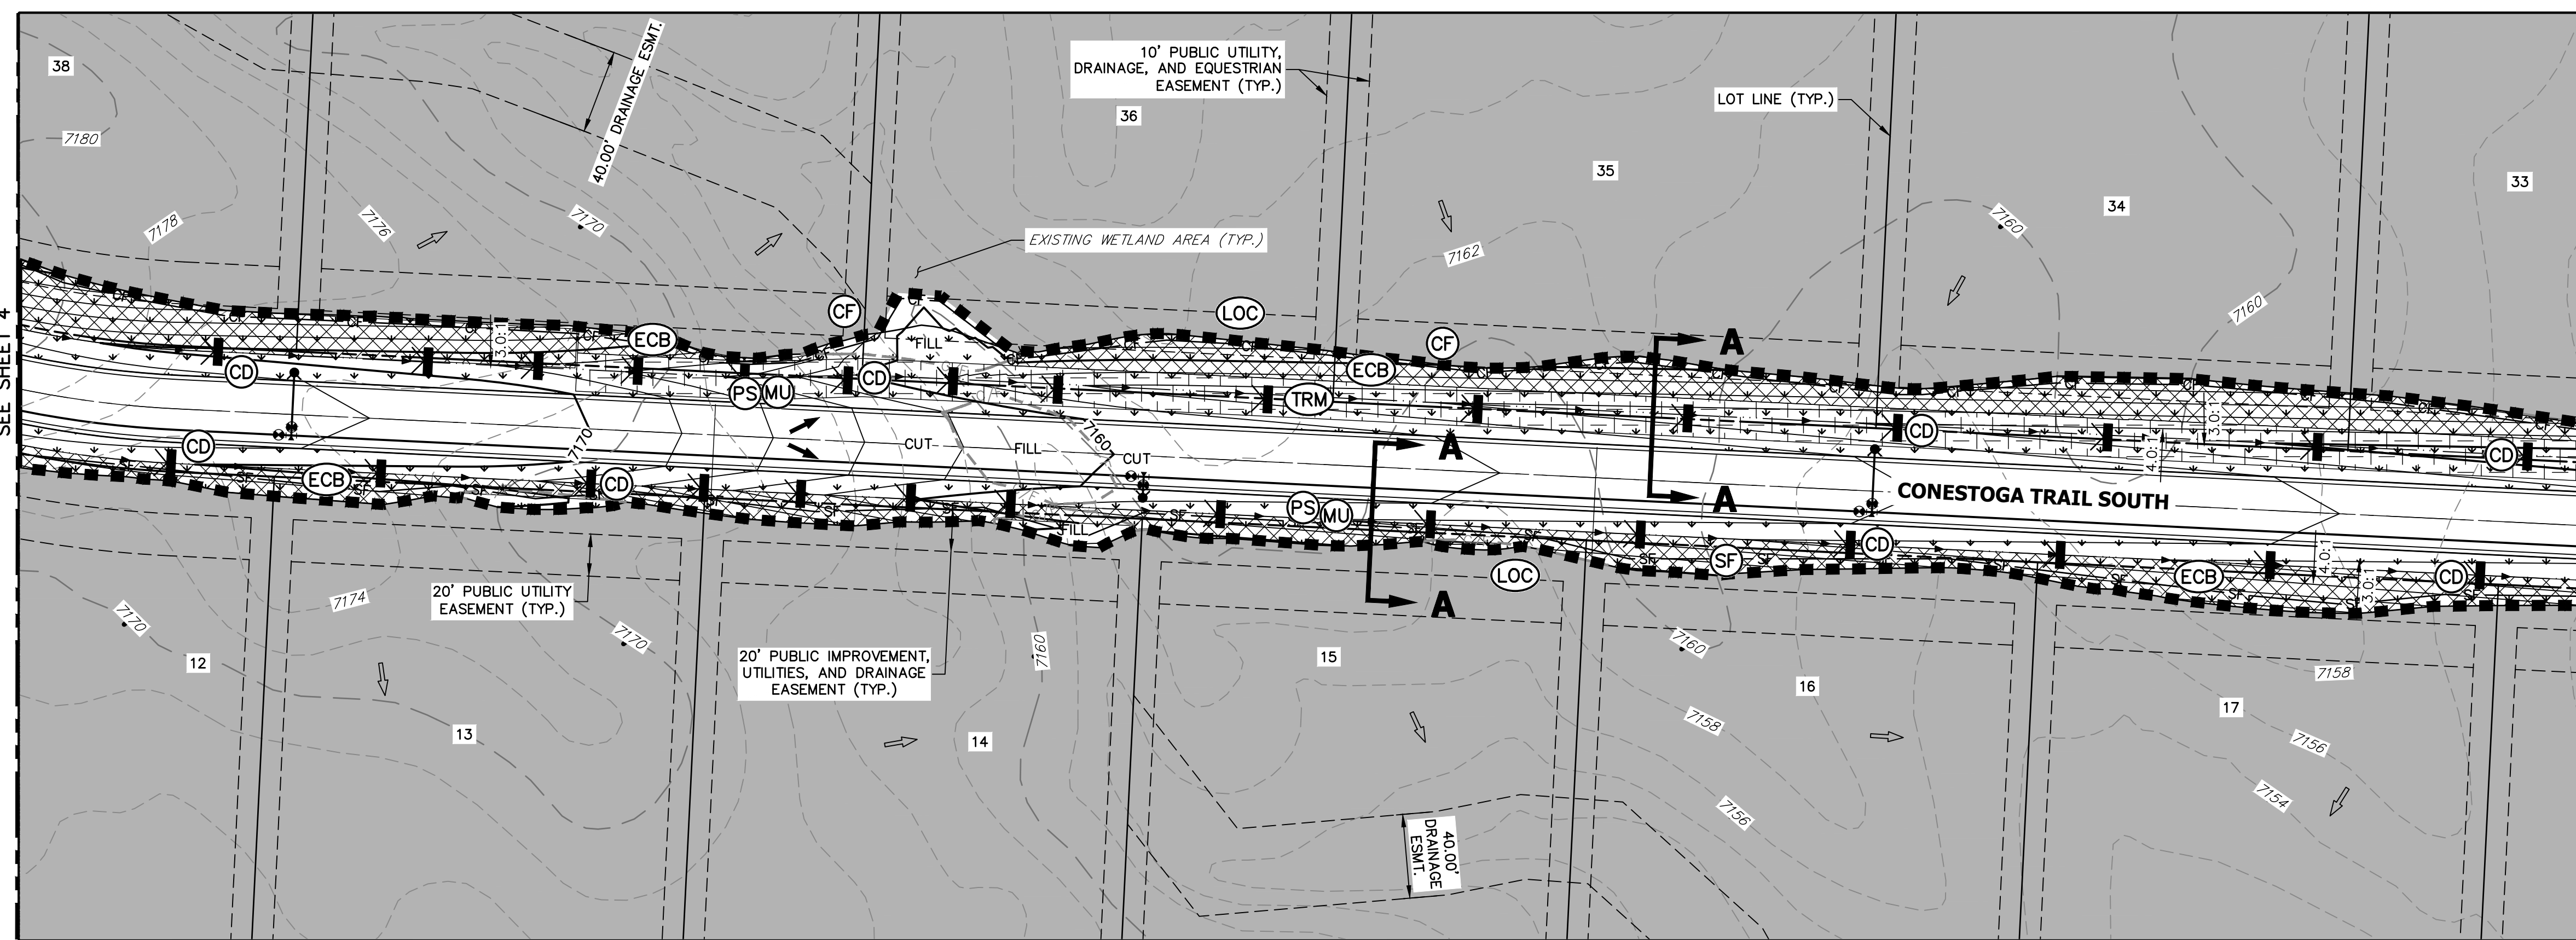 38
7180
7178
7176
7170
40.00' DRAINAGE ESMT.
10' PUBLIC UTILITY,
DRAINAGE, AND EQUESTRIAN
EASEMENT (TYP.)
36
EXISTING WETLAND AREA (TYP.)
35
7162
LOT LINE (TYP.)
34
7160
7160
33
SEE SHEET 4
CF
LOC
CF
3.0:1
ECB
FILL
ECB
A
CD
PS
MU
CD
TRM
CD
3.0:1
4.0:1
CD
CD
7170
CUT
FILL
7160
CUT
A
A
CONESTOGA TRAIL SOUTH
ECB
CD
PS
MU
FILL
SF
CD
4.0:1
ECB
3.0:1
CD
LOC
A
7170
12
7174
20' PUBLIC UTILITY
EASEMENT (TYP.)
7170
13
20' PUBLIC IMPROVEMENT,
UTILITIES, AND DRAINAGE
EASEMENT (TYP.)
14
7160
15
40.00'
DRAINAGE
ESMT.
7160
16
7158
7156
7158
17
7156
7154